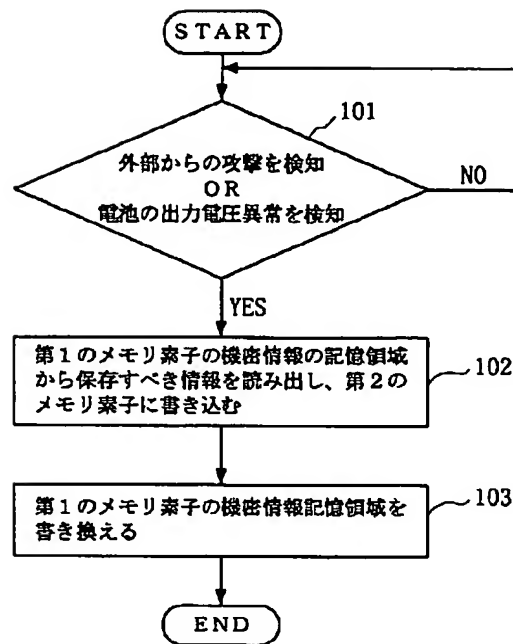 START
101
外部からの攻撃を検知
OR
電池の出力電圧異常を検知
NO
YES
第1のメモリ素子の機密情報の記憶領域
から保存すべき情報を読み出し、第2の
メモリ素子に書き込む
102
第1のメモリ素子の機密情報記憶領域を
書き換える
103
END